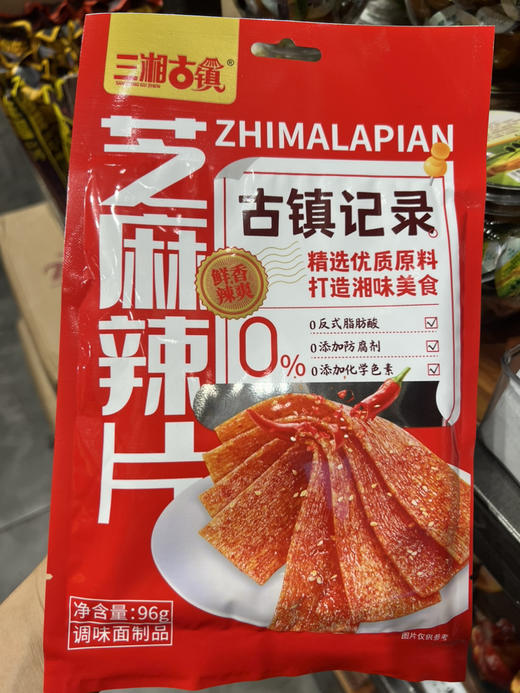 三湘古镇®
SAN XIANG GU ZHEN
芝麻辣片
ZHIMALAPIAN
古镇记录
精选优质原料
打造湘味美食
鲜香
辣爽
0%
0反式脂肪酸
0添加防腐剂
0添加化学色素
净含量:96g
调味面制品
图片仅供参考